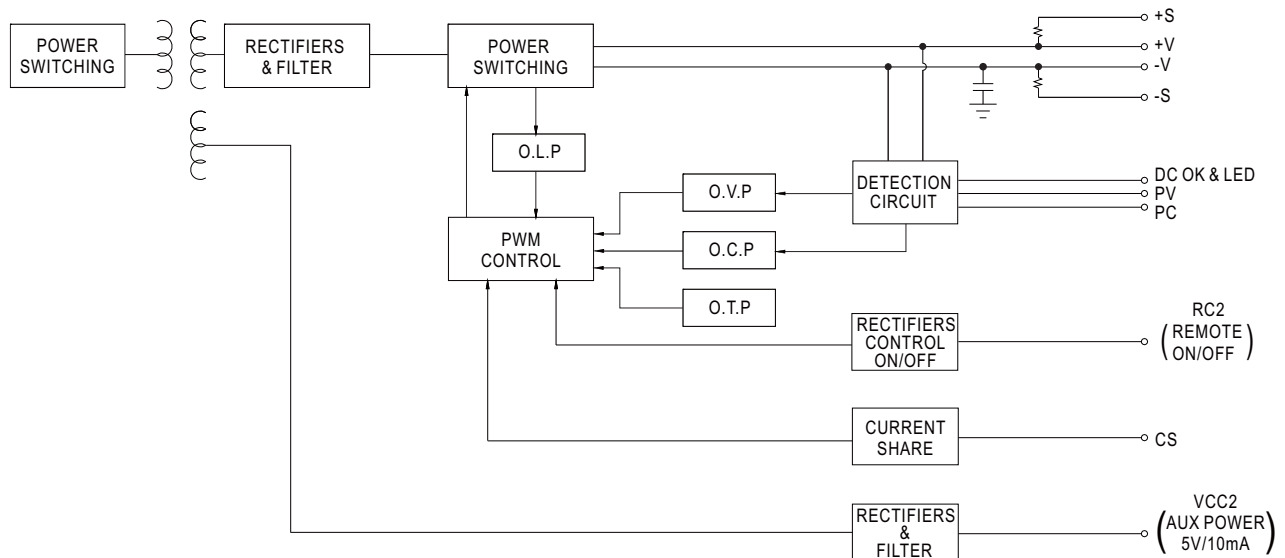 POWER
SWITCHING
RECTIFIERS
& FILTER
POWER
SWITCHING
+S
+V
-V
-S
O.L.P
O.V.P
DETECTION
CIRCUIT
DC OK & LED
PV
PC
PWM
CONTROL
O.C.P
O.T.P
RECTIFIERS
CONTROL
ON/OFF
RC2
(REMOTE
ON/OFF)
CURRENT
SHARE
CS
RECTIFIERS
&
FILTER
VCC2
(AUX POWER
5V/10mA)